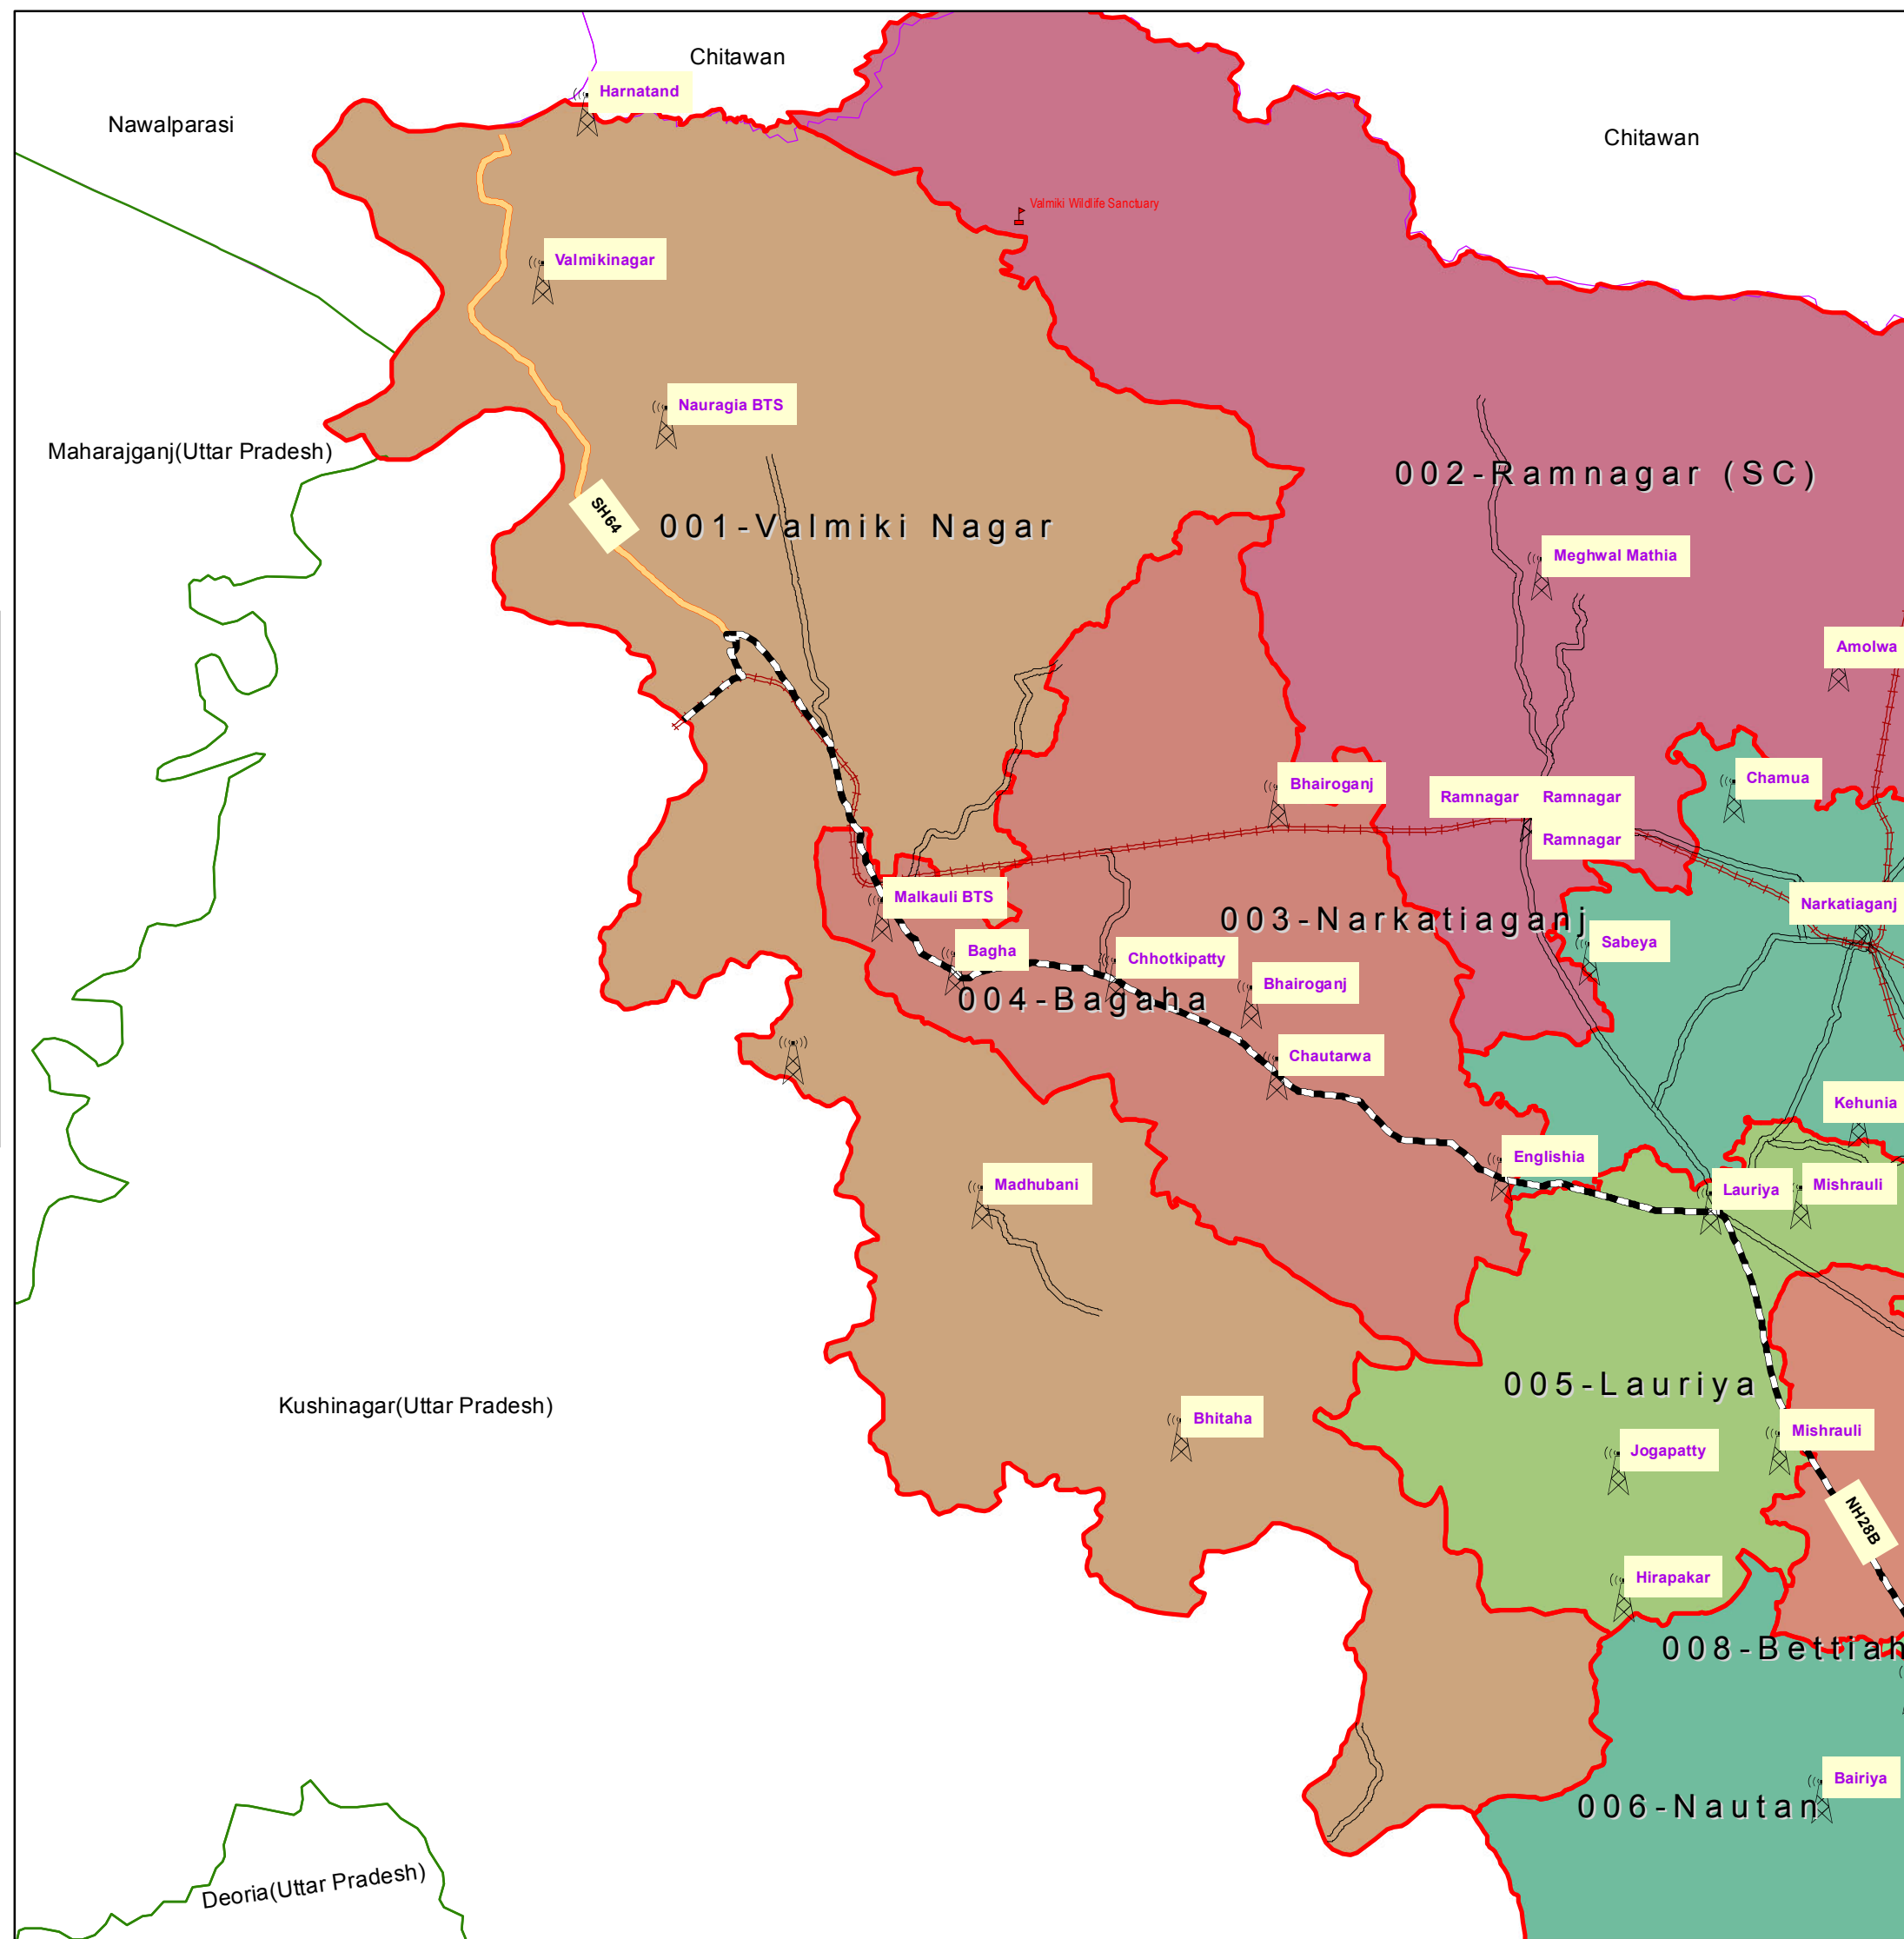 Chitawan
Harnatand
Nawalparasi
Chitawan
Valmiki Wildlife Sanctuary
Valmikinagar
Nauragia BTS
Maharajganj(Uttar Pradesh)
002-Ramnagar (SC)
SH64
001-Valmiki Nagar
Meghwal Mathia
Amolwa
Chamua
Bhairoganj
Ramnagar
Ramnagar
Ramnagar
Malkauli BTS
Narkatiaganj
003-Narkatiaganj
Sabeya
Bagha
Chhotkipatty
Bhairoganj
004-Bagaha
Chautarwa
Kehunia
Englishia
Madhubani
Lauriya
Mishrauli
005-Lauriya
Kushinagar(Uttar Pradesh)
Bhitaha
Mishrauli
Jogapatty
NH28B
Hirapakar
008-Bettiah
Bairiya
006-Nautan
Deoria(Uttar Pradesh)